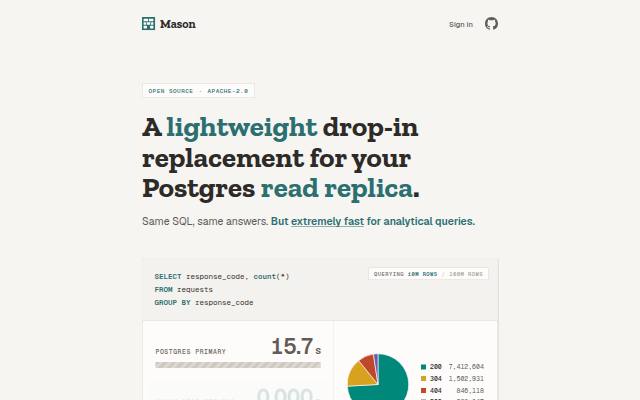 Mason
Sign in
OPEN SOURCE · APACHE-2.0
A lightweight drop-in
replacement for your
Postgres read replica.
Same SQL, same answers. But extremely fast for analytical queries.
SELECT response_code, count(*)
FROM requests
GROUP BY response_code
QUERYING 10M ROWS / 100M ROWS
POSTGRES PRIMARY 15.7 s
200 7,412,604
304 1,502,931
404 846,118